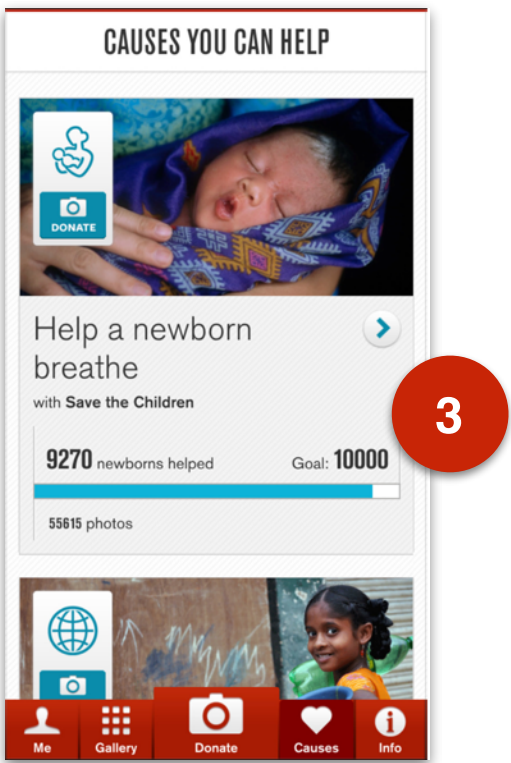 CAUSES YOU CAN HELP
DONATE
Help a newborn
breathe
with Save the Children
3
9270 newborns helped Goal: 10000
55615 photos
Me Gallery Donate Causes Info